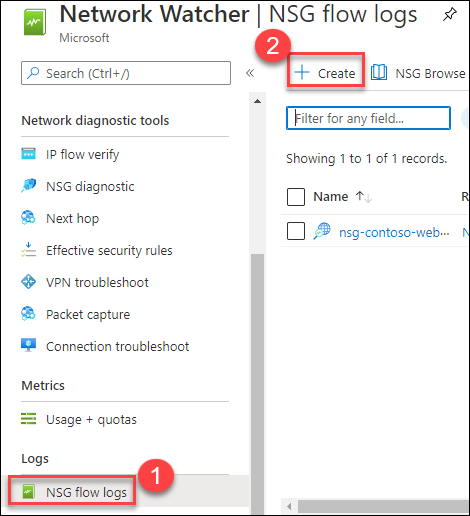 Network Watcher | NSG flow logs
Microsoft
2
Search (Ctrl+/)
«
+ Create
NSG Browse
Filter for any field...
Showing 1 to 1 of 1 records.
Name ↑↓
nsg-contoso-web...
Network diagnostic tools
IP flow verify
NSG diagnostic
Next hop
Effective security rules
VPN troubleshoot
Packet capture
Connection troubleshoot
Metrics
Usage + quotas
Logs
1
NSG flow logs